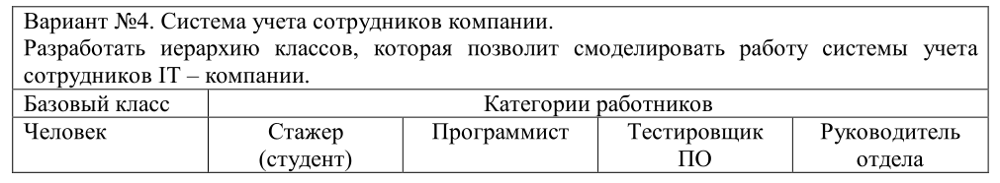 Вариант №4. Система учета сотрудников компании.
Разработать иерархию классов, которая позволит смоделировать работу системы учета
сотрудников IT – компании.
Базовый класс Категории работников
Человек Стажер Программист Тестировщик Руководитель
(студент) ПО отдела